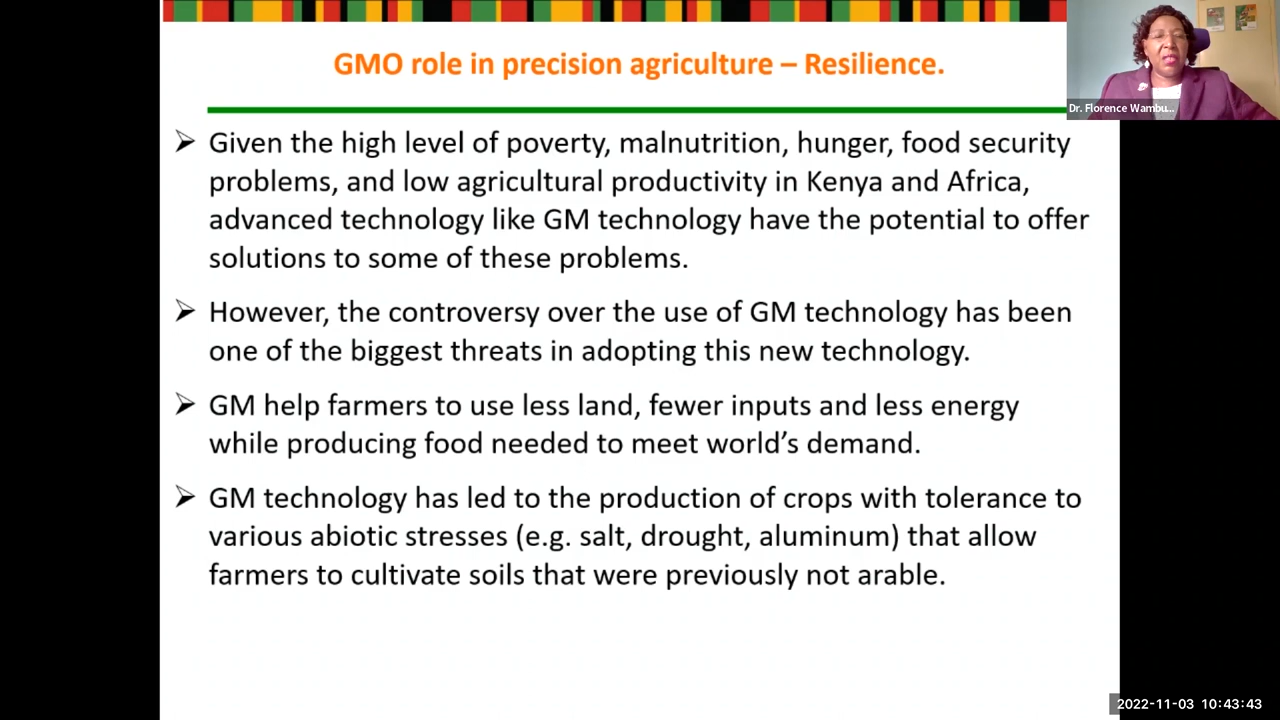 GMO role in precision agriculture – Resilience.
Dr. Florence Wambu...
➢ Given the high level of poverty, malnutrition, hunger, food security
problems, and low agricultural productivity in Kenya and Africa,
advanced technology like GM technology have the potential to offer
solutions to some of these problems.
➢ However, the controversy over the use of GM technology has been
one of the biggest threats in adopting this new technology.
➢ GM help farmers to use less land, fewer inputs and less energy
while producing food needed to meet world’s demand.
➢ GM technology has led to the production of crops with tolerance to
various abiotic stresses (e.g. salt, drought, aluminum) that allow
farmers to cultivate soils that were previously not arable.
2022-11-03 10:43:43